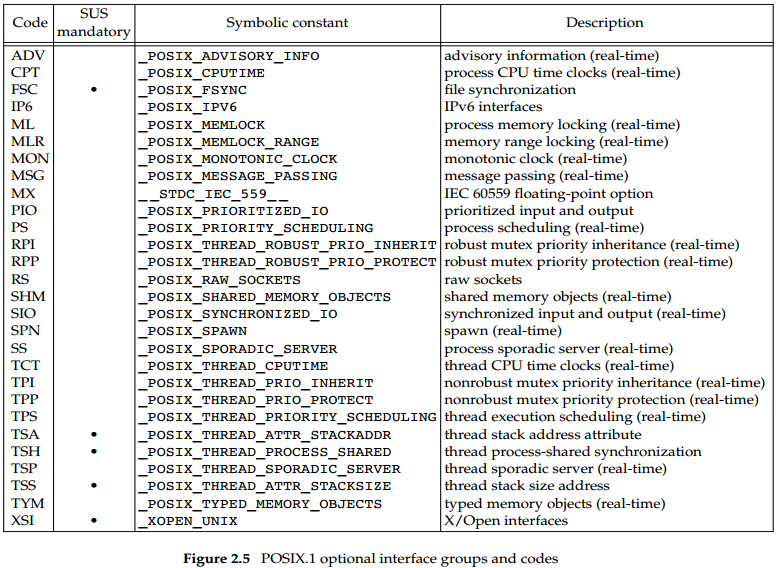 Code SUS mandatory Symbolic constant Description
ADV _POSIX_ADVISORY_INFO advisory information (real-time)
CPT _POSIX_CPUTIME process CPU time clocks (real-time)
FSC • _POSIX_FSYNC file synchronization
IP6 _POSIX_IPV6 IPv6 interfaces
ML _POSIX_MEMLOCK process memory locking (real-time)
MLR _POSIX_MEMLOCK_RANGE memory range locking (real-time)
MON _POSIX_MONOTONIC_CLOCK monotonic clock (real-time)
MSG _POSIX_MESSAGE_PASSING message passing (real-time)
MX __STDC_IEC_559__ IEC 60559 floating-point option
PIO _POSIX_PRIORITIZED_IO prioritized input and output
PS _POSIX_PRIORITY_SCHEDULING process scheduling (real-time)
RPI _POSIX_THREAD_ROBUST_PRIO_INHERIT robust mutex priority inheritance (real-time)
RPP _POSIX_THREAD_ROBUST_PRIO_PROTECT robust mutex priority protection (real-time)
RS _POSIX_RAW_SOCKETS raw sockets
SHM _POSIX_SHARED_MEMORY_OBJECTS shared memory objects (real-time)
SIO _POSIX_SYNCHRONIZED_IO synchronized input and output (real-time)
SPN _POSIX_SPAWN spawn (real-time)
SS _POSIX_SPORADIC_SERVER process sporadic server (real-time)
TCT _POSIX_THREAD_CPUTIME thread CPU time clocks (real-time)
TPI _POSIX_THREAD_PRIO_INHERIT nonrobust mutex priority inheritance (real-time)
TPP _POSIX_THREAD_PRIO_PROTECT nonrobust mutex priority protection (real-time)
TPS _POSIX_THREAD_PRIORITY_SCHEDULING thread execution scheduling (real-time)
TSA • _POSIX_THREAD_ATTR_STACKADDR thread stack address attribute
TSH • _POSIX_THREAD_PROCESS_SHARED thread process-shared synchronization
TSP _POSIX_THREAD_SPORADIC_SERVER thread sporadic server (real-time)
TSS • _POSIX_THREAD_ATTR_STACKSIZE thread stack size address
TYM _POSIX_TYPED_MEMORY_OBJECTS typed memory objects (real-time)
XSI • _XOPEN_UNIX X/Open interfaces
Figure 2.5 POSIX.1 optional interface groups and codes